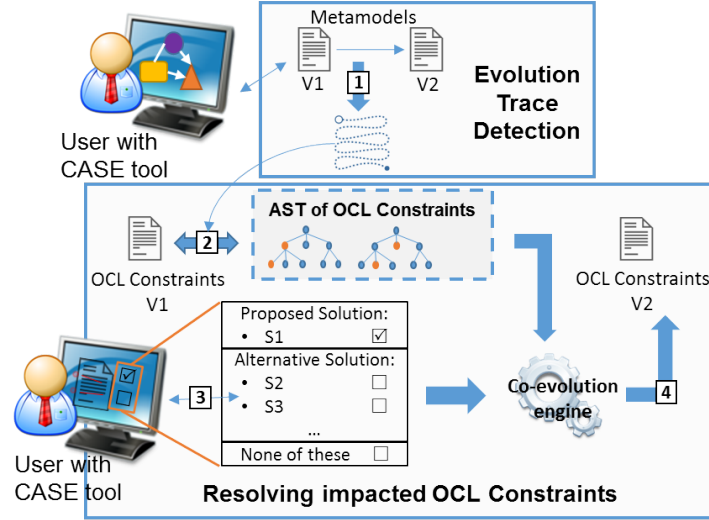 Metamodels
V1
V2
1
Evolution
Trace
Detection
User with
CASE tool
AST of OCL Constraints
2
OCL Constraints
V1
OCL Constraints
V2
Proposed Solution:
• S1 ☑
Alternative Solution:
• S2 ☐
• S3 ☐
...
None of these ☐
3
Co-evolution
engine
4
User with
CASE tool
Resolving impacted OCL Constraints